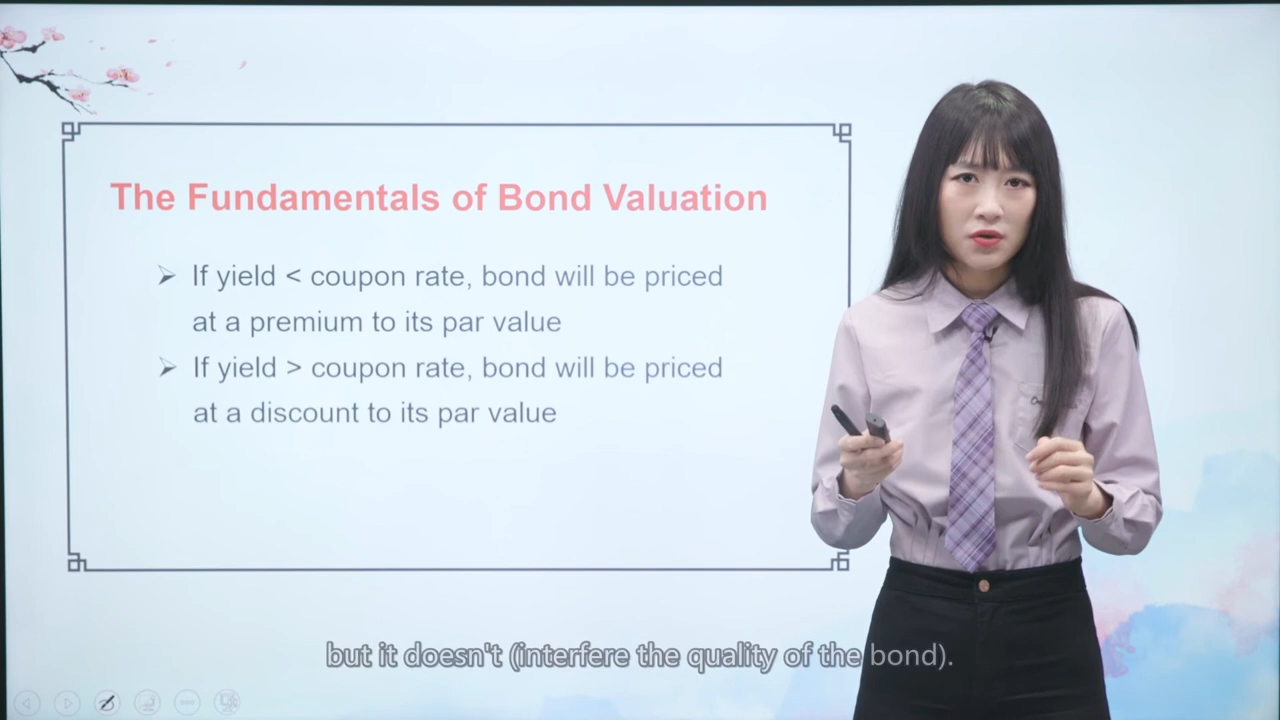 The Fundamentals of Bond Valuation
➢ If yield < coupon rate, bond will be priced
at a premium to its par value
➢ If yield > coupon rate, bond will be priced
at a discount to its par value
but it doesn't (interfere the quality of the bond).